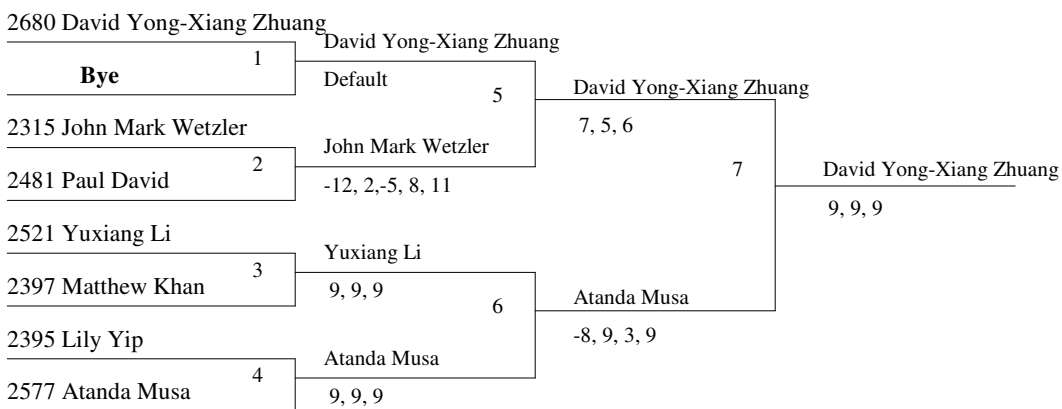 2680 David Yong-Xiang Zhuang
Bye
1
2315 John Mark Wetzler
2481 Paul David
2
2521 Yuxiang Li
2397 Matthew Khan
3
2395 Lily Yip
2577 Atanda Musa
4
David Yong-Xiang Zhuang
Default
5
John Mark Wetzler
-12, 2,-5, 8, 11
Yuxiang Li
9, 9, 9
6
Atanda Musa
9, 9, 9
David Yong-Xiang Zhuang
7, 5, 6
7
Atanda Musa
-8, 9, 3, 9
David Yong-Xiang Zhuang
9, 9, 9